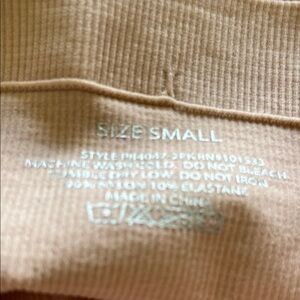 SIZE SMALL
STYLE
MACHINE WASH COLD. DO NOT BLEACH.
TUMBLE DRY LOW. DO NOT IRON
90% NYLON 10% ELASTANE
MADE IN CHINA